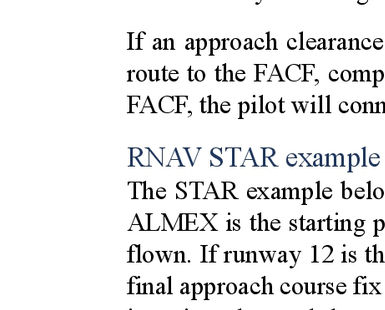 If an approach clearance
route to the FACF, comp
FACF, the pilot will conn
RNAV STAR example
The STAR example belo
ALMEX is the starting p
flown. If runway 12 is th
final approach course fix